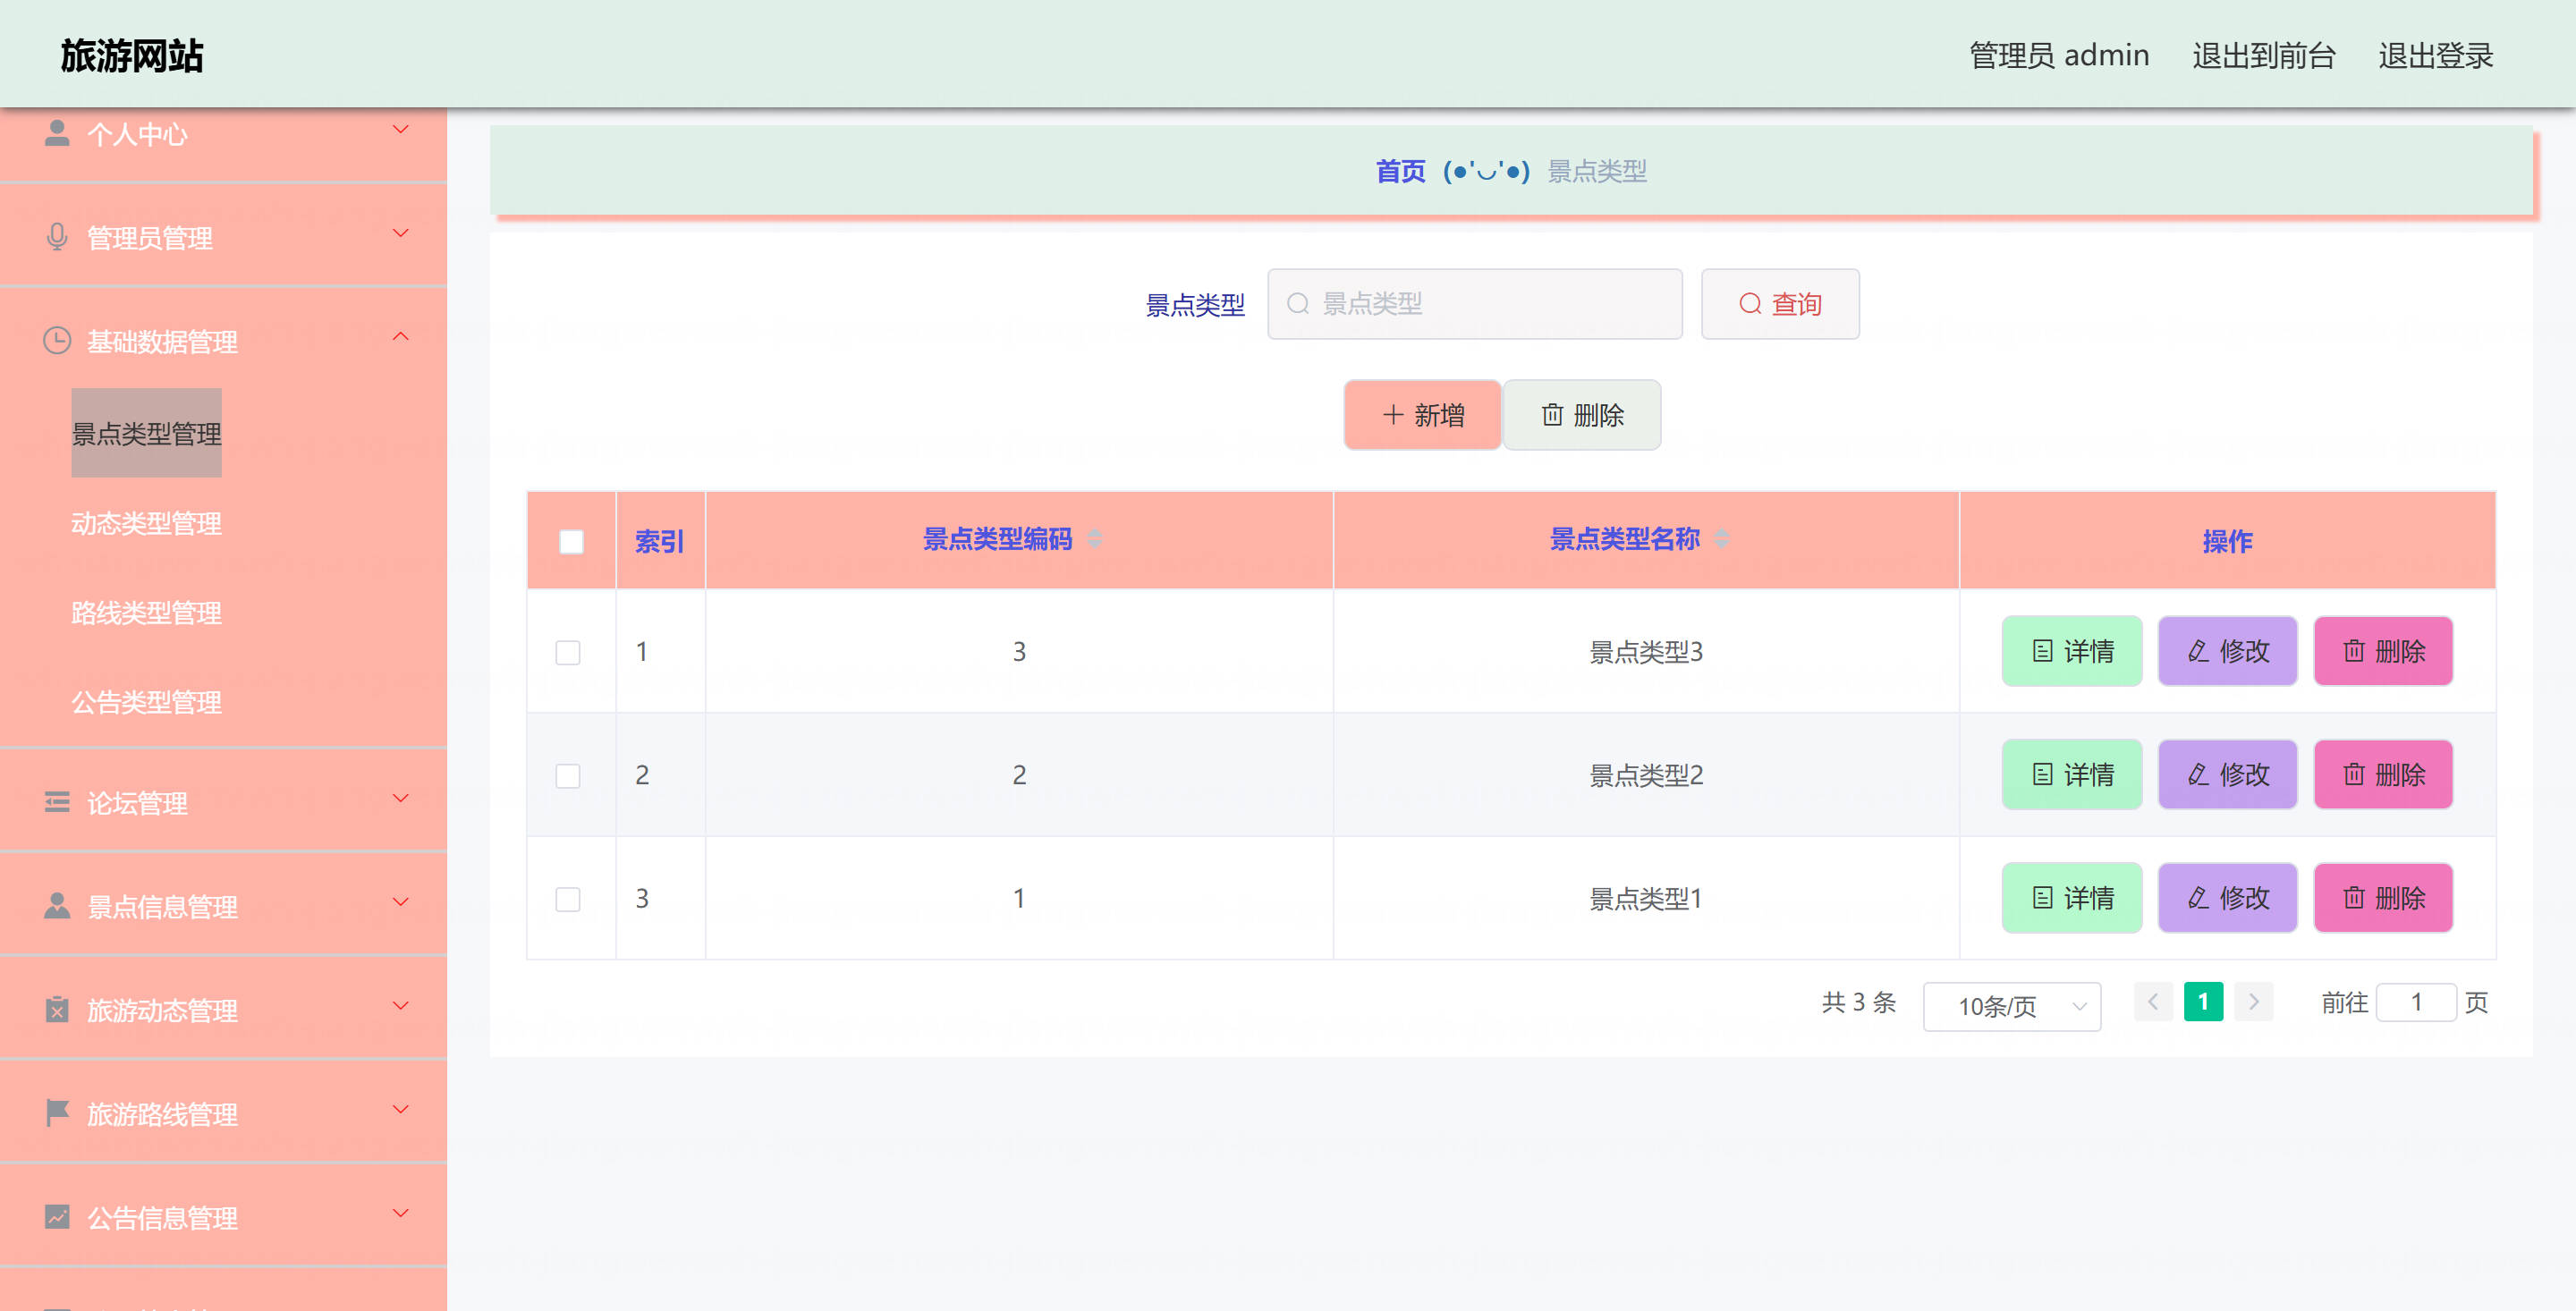 旅游网站
管理员 admin 退出到前台 退出登录
个人中心
管理员管理
基础数据管理
景点类型管理
动态类型管理
路线类型管理
公告类型管理
论坛管理
景点信息管理
旅游动态管理
旅游路线管理
公告信息管理
首页 (●'◡'●) 景点类型
景点类型 景点类型 查询
新增 删除
索引 景点类型编码 景点类型名称 操作
1 3 景点类型3 详情 修改 删除
2 2 景点类型2 详情 修改 删除
3 1 景点类型1 详情 修改 删除
共 3 条 10条/页 1 前往 1 页